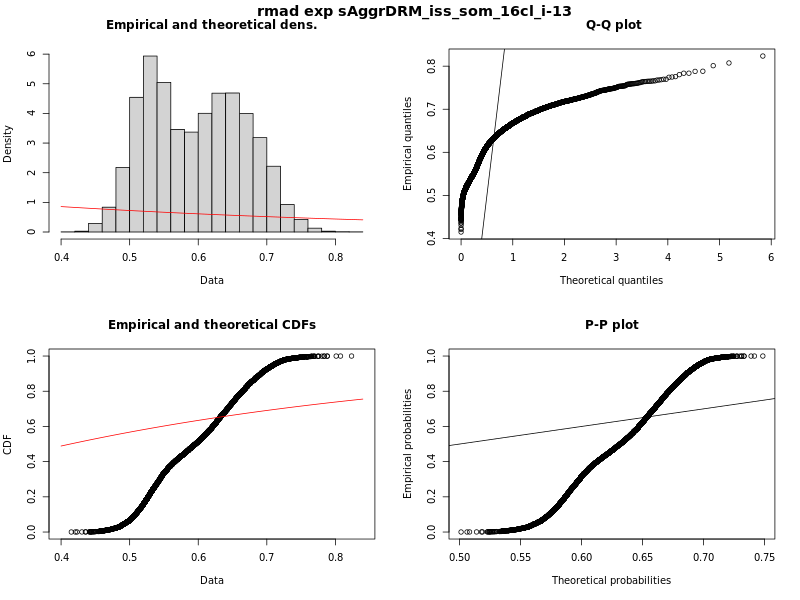 rmad exp sAggrDRM_iss_som_16cl_i-13
Empirical and theoretical dens.
Density
0 1 2 3 4 5 6
0.4 0.5 0.6 0.7 0.8
Data
Q-Q plot
Empirical quantiles
0.4 0.5 0.6 0.7 0.8
0 1 2 3 4 5 6
Theoretical quantiles
Empirical and theoretical CDFs
CDF
0.0 0.2 0.4 0.6 0.8 1.0
0.4 0.5 0.6 0.7 0.8
Data
P-P plot
Empirical probabilities
0.0 0.2 0.4 0.6 0.8 1.0
0.50 0.55 0.60 0.65 0.70 0.75
Theoretical probabilities